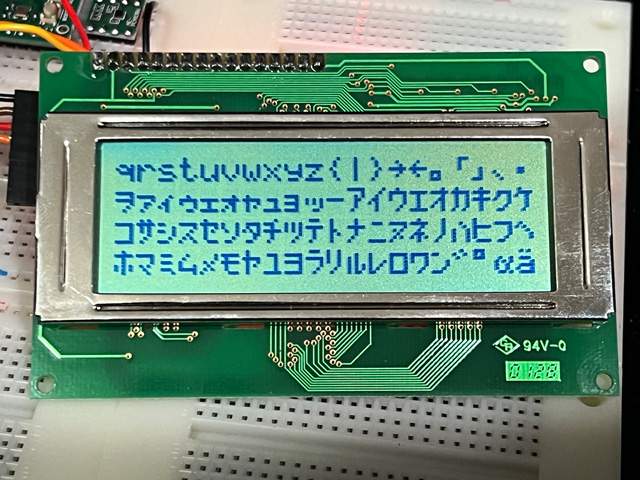 qrstuvwxyz{|}→←。「」、・
ヲァィゥェォャュョッーアイウエオカキクケ
コサシスセソタチツテトナニヌネノハヒフヘ
ホマミムメモヤユヨラリルレロワン゛゜αä
94V-0
0128